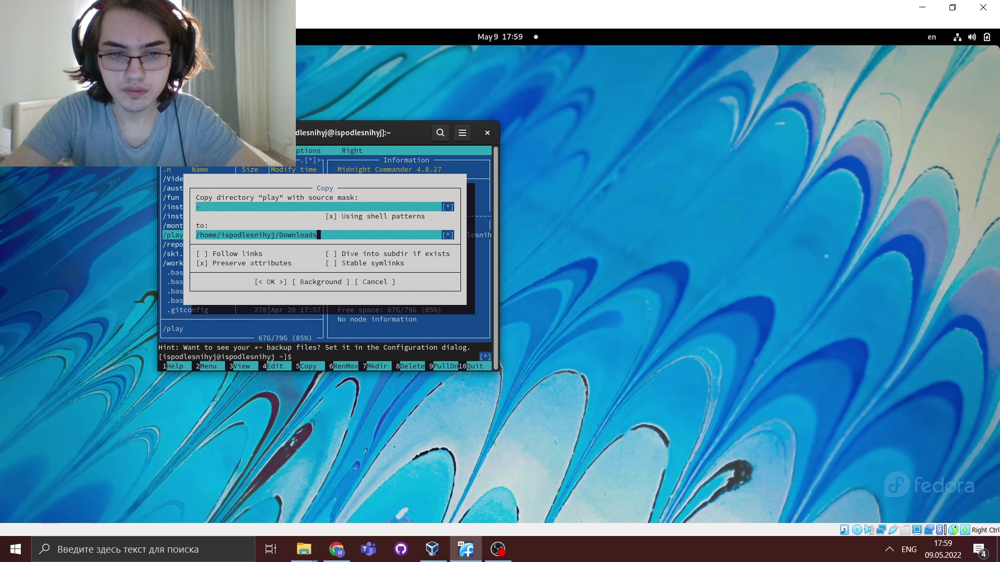 May 9 17:59
en
dlesnihyj@ispodlesnihyj]:~
ptions Right
.[^]> Information
.n Name Size Modify time Midnight Commander 4.8.27
/Vide
/aust Copy
/fun Copy directory "play" with source mask:
/inst * [^]
/inst [x] Using shell patterns
/mont to:
/play /home/ispodlesnihyj/Downloads [^] lesnih
/repo
/ski. [ ] Follow links [ ] Dive into subdir if exists
/work [x] Preserve attributes [ ] Stable symlinks
.bas
.bas [< OK >] [ Background ] [ Cancel ]
.bas
.bas
.gitconfig 270 Apr 20 17:57 Free space: 67G/79G (85%)
No node information
/play
67G/79G (85%)
Hint: Want to see your *~ backup files? Set it in the Configuration dialog.
[ispodlesnihyj@ispodlesnihyj ~]$ [^]
1Help 2Menu 3View 4Edit 5Copy 6RenMov 7Mkdir 8Delete 9PullDn 10Quit
fedora
Right Ctrl
Введите здесь текст для поиска
64
ENG
17:59
09.05.2022
4